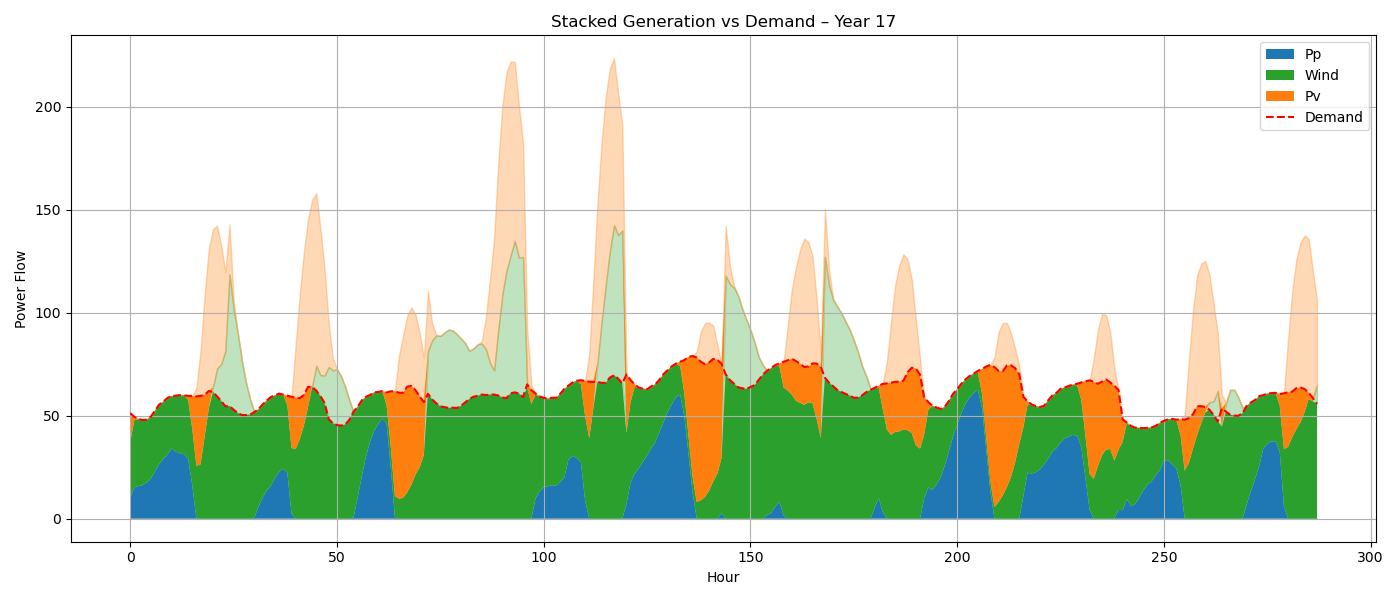 Stacked Generation vs Demand – Year 17
Pp
Wind
Pv
Demand
Power Flow
200
150
100
50
0
0 50 100 150 200 250 300
Hour